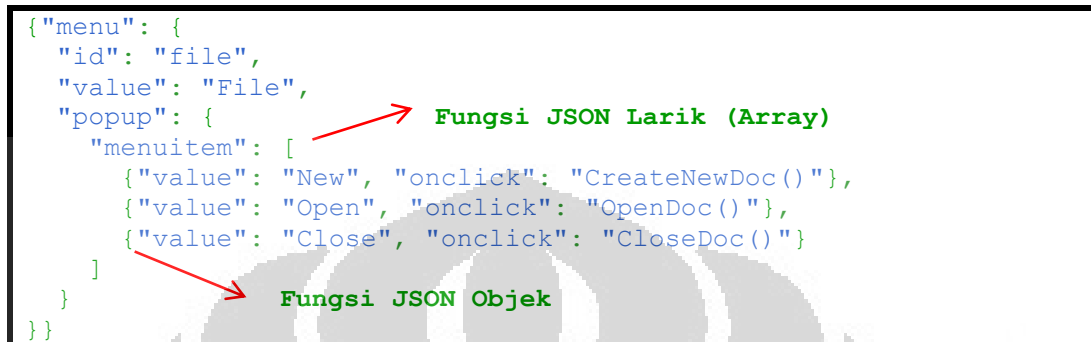 {"menu": {
  "id": "file",
  "value": "File",
  "popup": {    Fungsi JSON Larik (Array)
    "menuitem": [
      {"value": "New", "onclick": "CreateNewDoc()"},
      {"value": "Open", "onclick": "OpenDoc()"},
      {"value": "Close", "onclick": "CloseDoc()"}
    ]
  }    Fungsi JSON Objek
}}